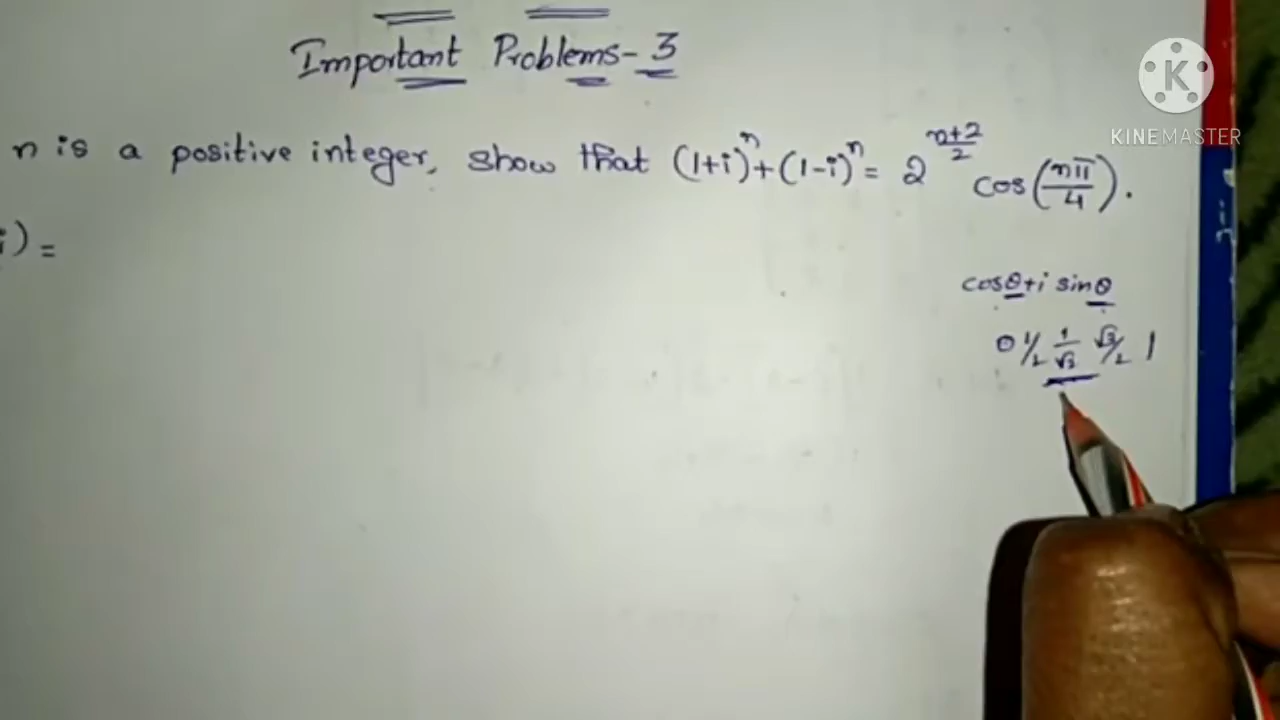 Important Problems-3
KINEMASTER
n is a positive integer, show that (1+i)^n+(1-i)^n = 2^(n+2)/2 cos(nπ/4).
i) =
cosθ+i sinθ
0 1/2 1/√2 √3/2 1